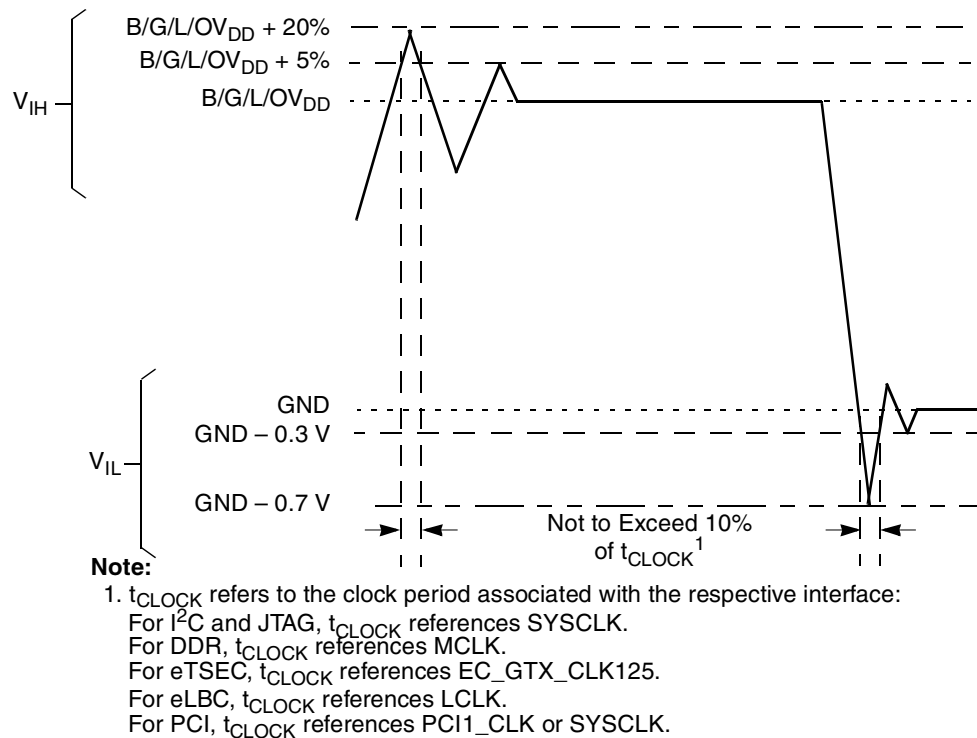 B/G/L/OV_DD + 20%
B/G/L/OV_DD + 5%
B/G/L/OV_DD
V_IH
GND
GND – 0.3 V
V_IL
GND – 0.7 V
Not to Exceed 10%
of t_CLOCK¹
Note:
1. t_CLOCK refers to the clock period associated with the respective interface:
For I²C and JTAG, t_CLOCK references SYSCLK.
For DDR, t_CLOCK references MCLK.
For eTSEC, t_CLOCK references EC_GTX_CLK125.
For eLBC, t_CLOCK references LCLK.
For PCI, t_CLOCK references PCI1_CLK or SYSCLK.